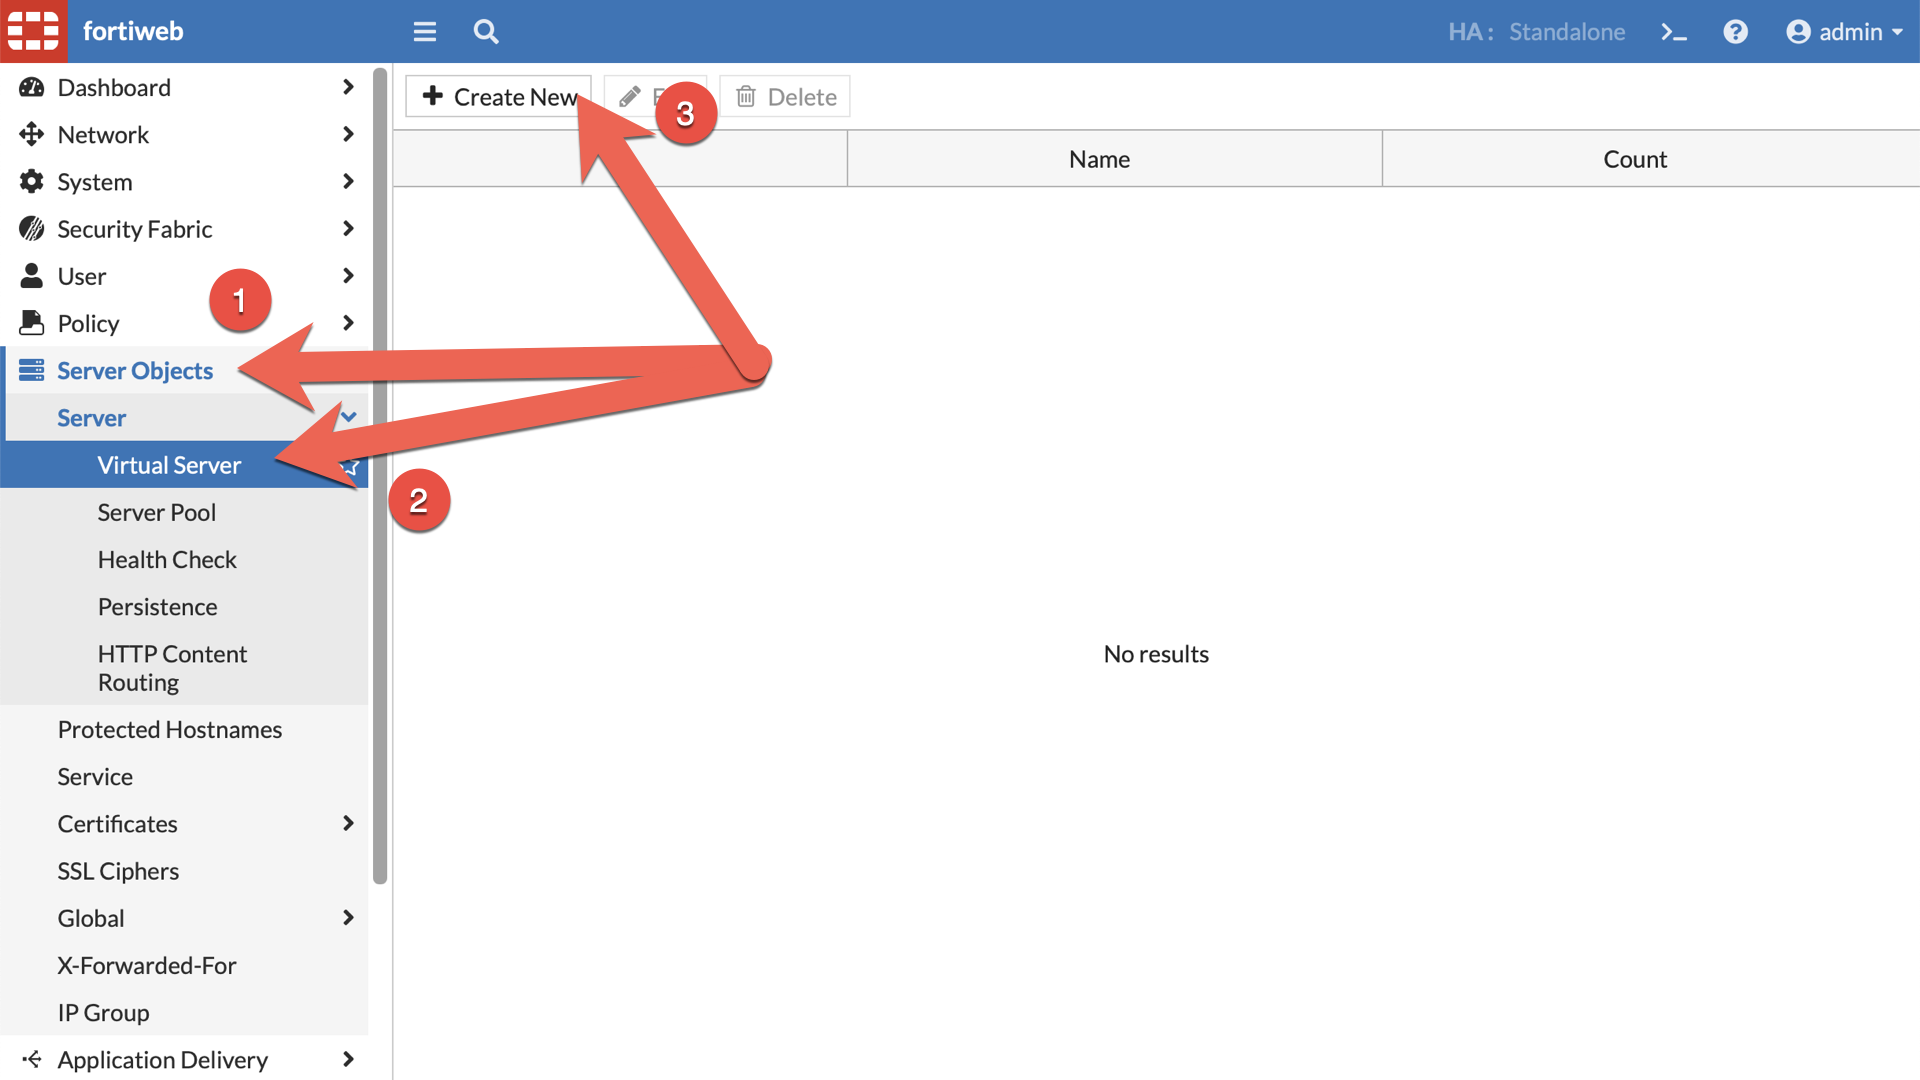 fortiweb
HA: Standalone
admin
Dashboard
Network
System
Security Fabric
User
Policy
Server Objects
Server
Virtual Server
Server Pool
Health Check
Persistence
HTTP Content
Routing
Protected Hostnames
Service
Certificates
SSL Ciphers
Global
X-Forwarded-For
IP Group
Application Delivery
Create New
Delete
Name
Count
No results
1
2
3